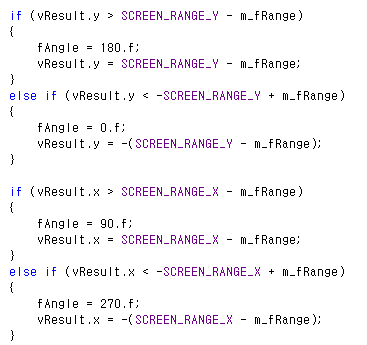 if (vResult.y > SCREEN_RANGE_Y - m_fRange)
{
    fAngle = 180.f;
    vResult.y = SCREEN_RANGE_Y - m_fRange;
}
else if (vResult.y < -SCREEN_RANGE_Y + m_fRange)
{
    fAngle = 0.f;
    vResult.y = -(SCREEN_RANGE_Y - m_fRange);
}

if (vResult.x > SCREEN_RANGE_X - m_fRange)
{
    fAngle = 90.f;
    vResult.x = SCREEN_RANGE_X - m_fRange;
}
else if (vResult.x < -SCREEN_RANGE_X + m_fRange)
{
    fAngle = 270.f;
    vResult.x = -(SCREEN_RANGE_X - m_fRange);
}